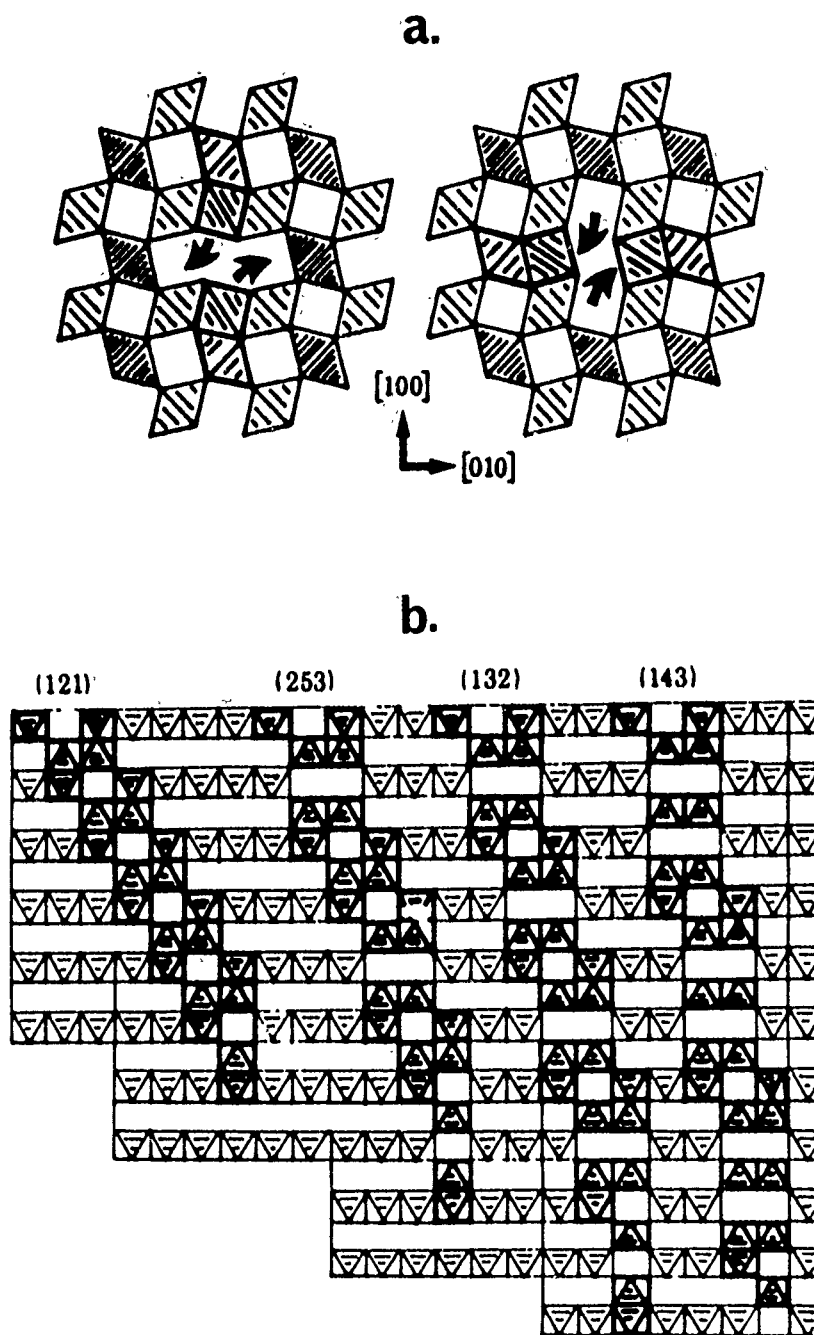 a.
[100]
[010]
b.
(121) (253) (132) (143)